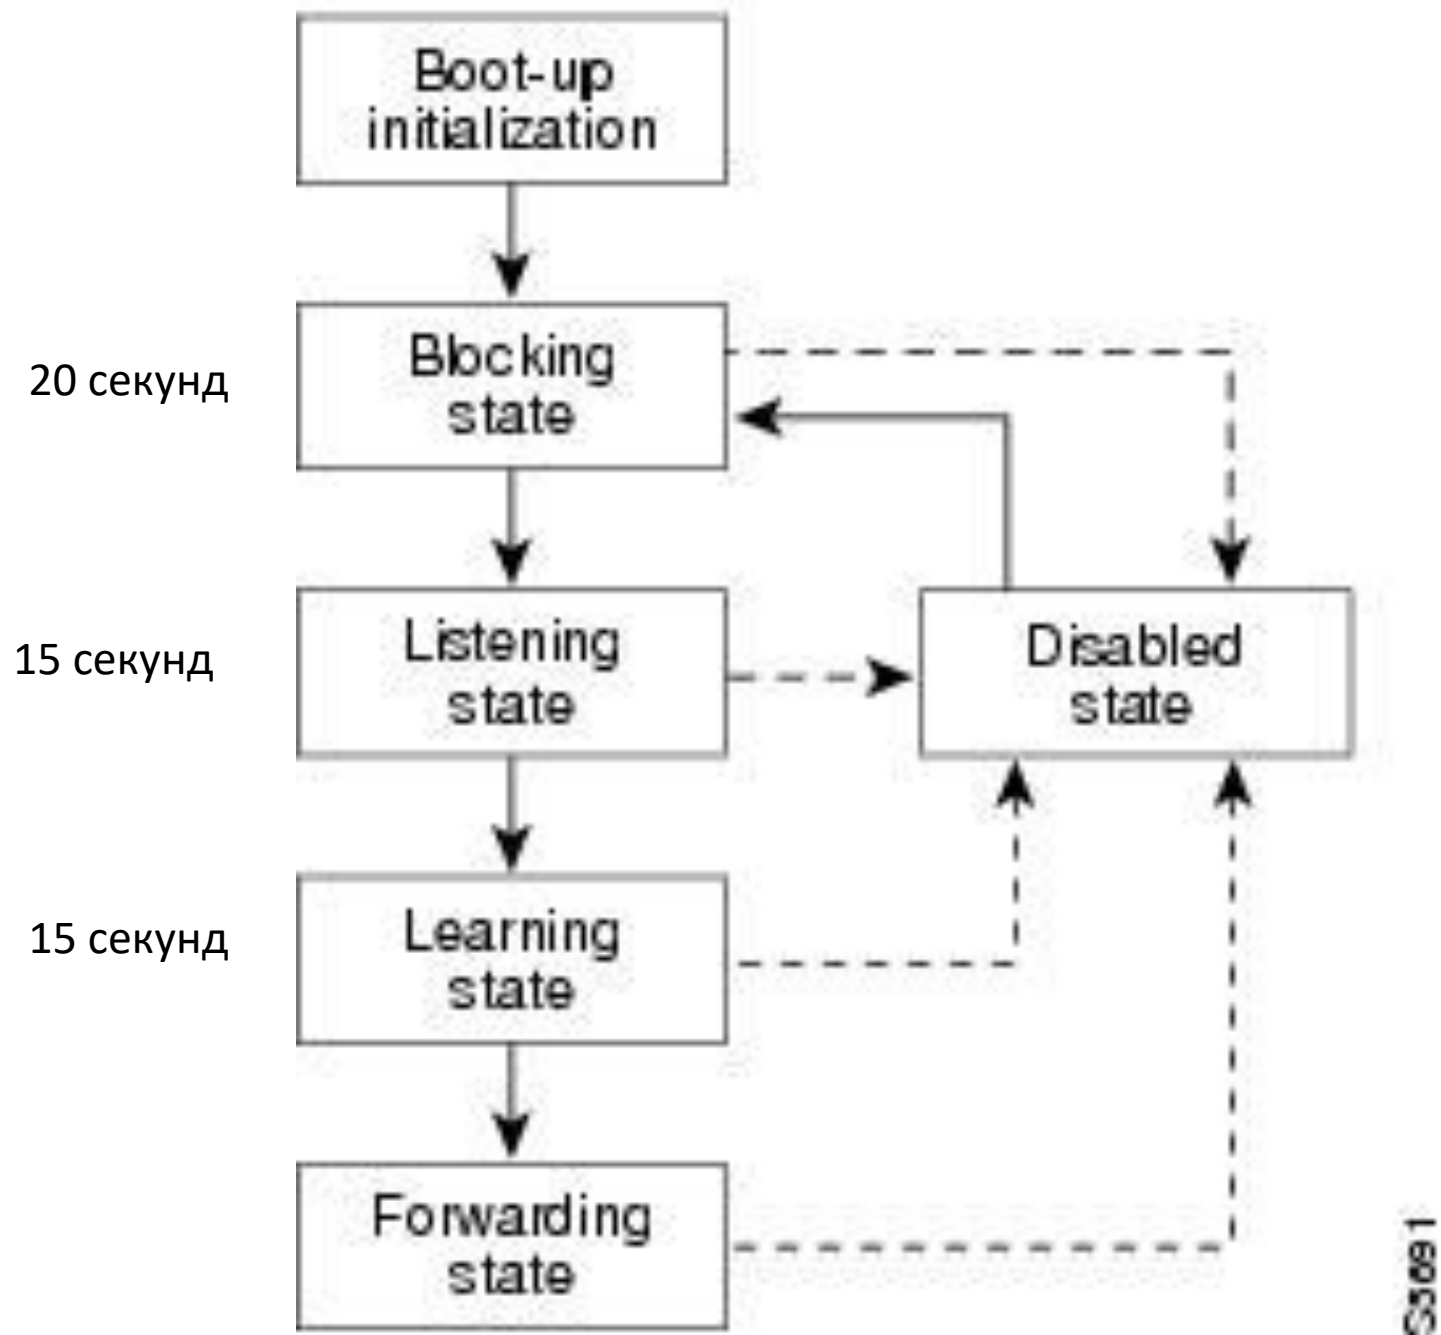 Boot-up
initialization
20 секунд
Blocking
state
15 секунд
Listening
state
Disabled
state
15 секунд
Learning
state
Forwarding
state
S5691